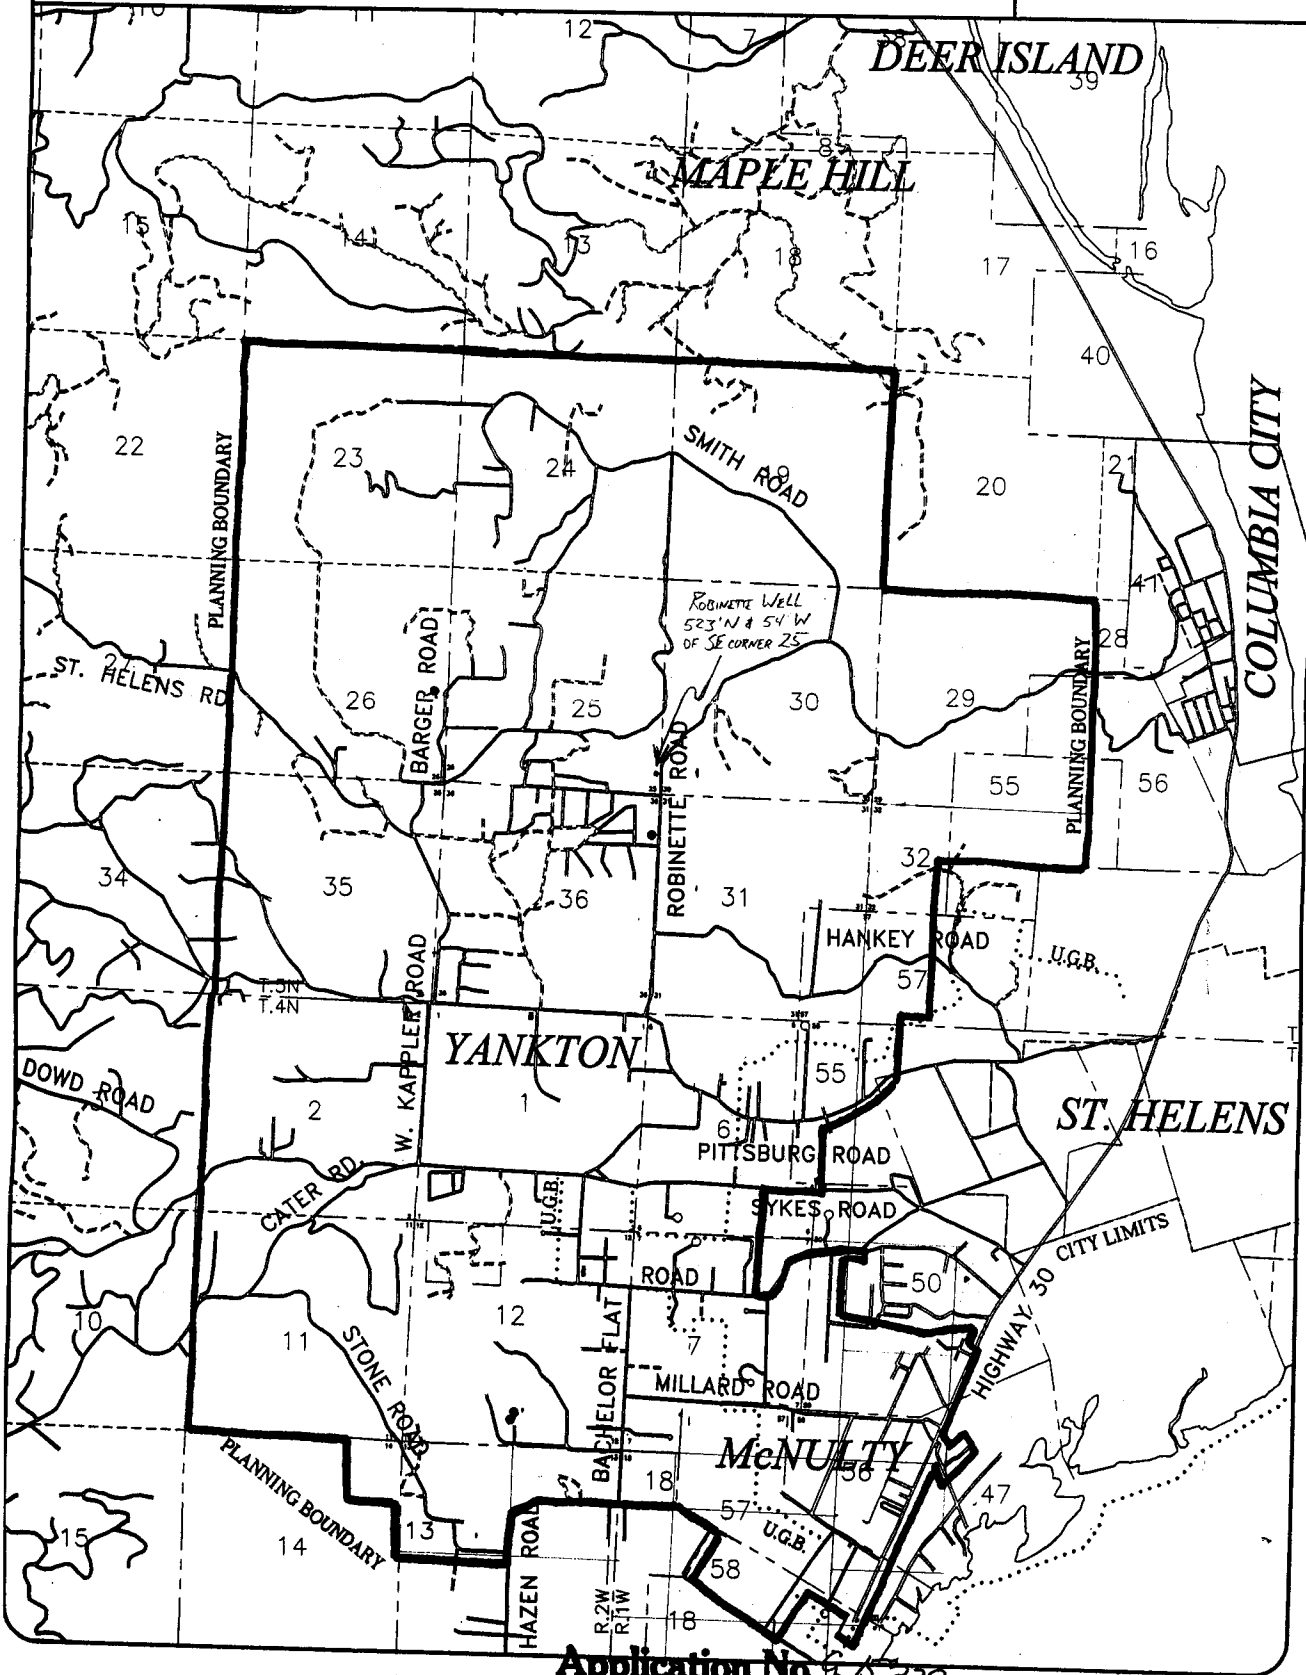 12
7
38
DEER ISLAND
39
8
MAPLE HILL
15
14
13
18
17
16
40
COLUMBIA CITY
22
PLANNING BOUNDARY
23
24
SMITH ROAD
19
20
21
41
28
ROBINETTE WELL
523' N & 54' W
OF SE CORNER 25
ST. HELENS RD
27
26
BARGER ROAD
25
30
29
PLANNING BOUNDARY
55
56
ROBINETTE ROAD
34
35
36
31
32
HANKEY ROAD
U.G.B.
57
T.5N
T.4N
W. KAPPLER ROAD
YANKTON
DOWD ROAD
2
1
6
55
ST. HELENS
PITTSBURG ROAD
CATER RD.
U.G.B.
SYKES ROAD
CITY LIMITS
ROAD
50
HIGHWAY 30
10
11
STONE ROAD
12
BACHELOR FLAT
7
MILLARD ROAD
McNULTY
56
47
18
57
U.G.B.
PLANNING BOUNDARY
13
15
14
HAZEN ROAD
R.2W
R.1W
58
18
Application No.